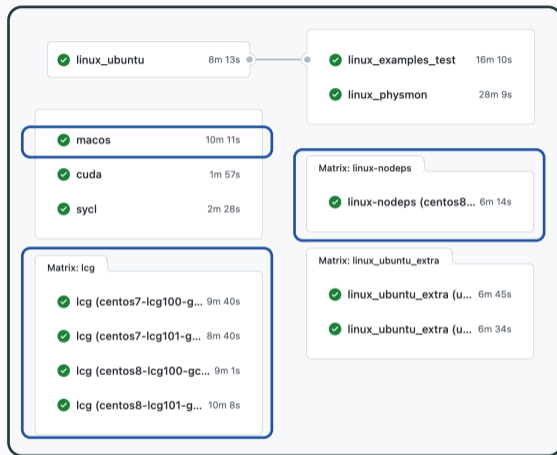 linux_ubuntu 8m 13s
linux_examples_test 16m 10s
linux_physmon 28m 9s
macos 10m 11s
cuda 1m 57s
sycl 2m 28s
Matrix: linux-nodeps
linux-nodeps (centos8... 6m 14s
Matrix: lcg
lcg (centos7-lcg100-g... 9m 40s
lcg (centos7-lcg101-g... 8m 40s
lcg (centos8-lcg100-gc... 9m 1s
lcg (centos8-lcg101-g... 10m 8s
Matrix: linux_ubuntu_extra
linux_ubuntu_extra (u... 6m 45s
linux_ubuntu_extra (u... 6m 34s